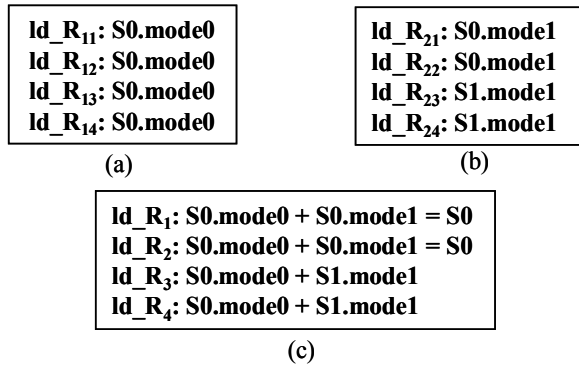 ld_R₁₁: S0.mode0
ld_R₁₂: S0.mode0
ld_R₁₃: S0.mode0
ld_R₁₄: S0.mode0
(a)
ld_R₂₁: S0.mode1
ld_R₂₂: S0.mode1
ld_R₂₃: S1.mode1
ld_R₂₄: S1.mode1
(b)
ld_R₁: S0.mode0 + S0.mode1 = S0
ld_R₂: S0.mode0 + S0.mode1 = S0
ld_R₃: S0.mode0 + S1.mode1
ld_R₄: S0.mode0 + S1.mode1
(c)